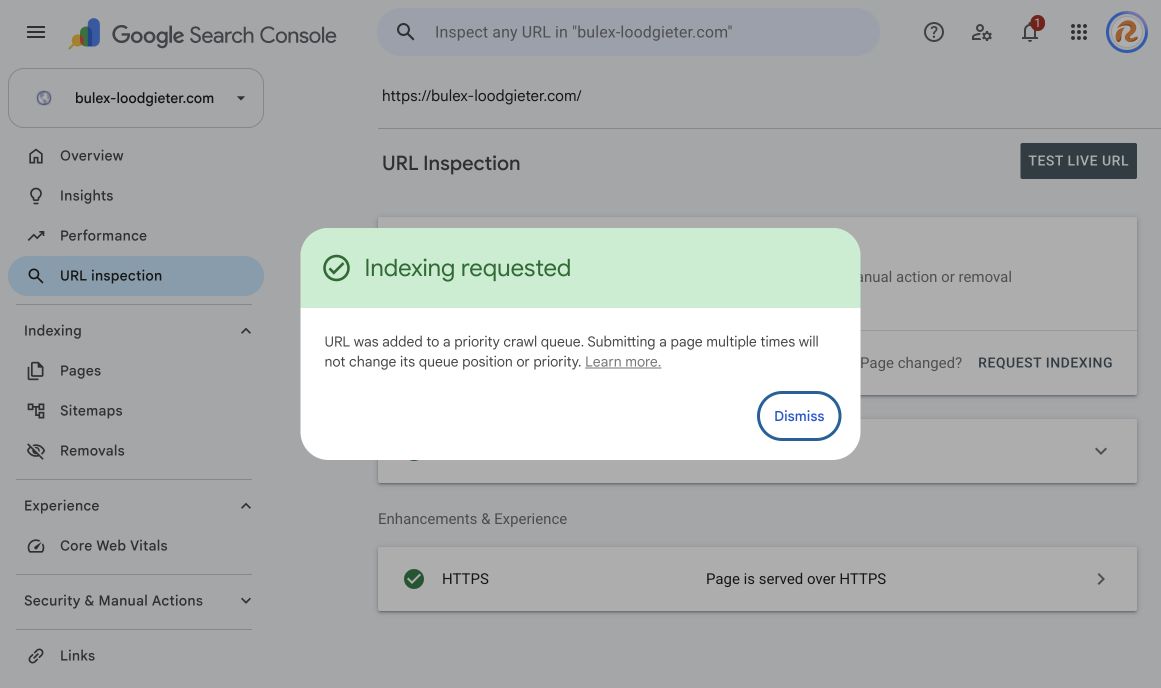 Google Search Console
Inspect any URL in "bulex-loodgieter.com"
1
bulex-loodgieter.com
https://bulex-loodgieter.com/
Overview
Insights
Performance
URL inspection
Indexing
Pages
Sitemaps
Removals
Experience
Core Web Vitals
Security & Manual Actions
Links
URL Inspection
TEST LIVE URL
anual action or removal
Page changed?
REQUEST INDEXING
Indexing requested
URL was added to a priority crawl queue. Submitting a page multiple times will
not change its queue position or priority. Learn more.
Dismiss
Enhancements & Experience
HTTPS
Page is served over HTTPS